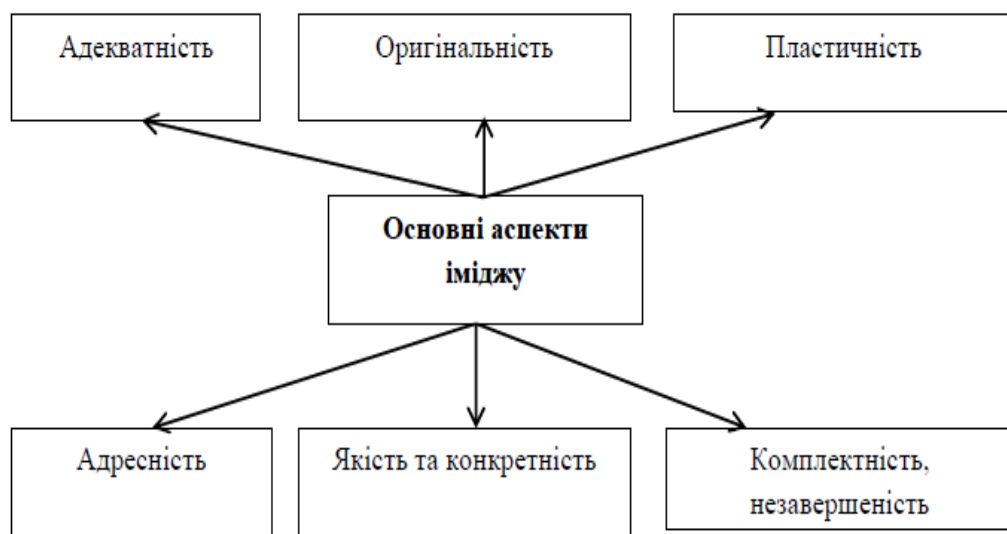 Адекватність
Оригінальність
Пластичність
Основні аспекти
іміджу
Адресність
Якість та конкретність
Комплектність,
незавершеність